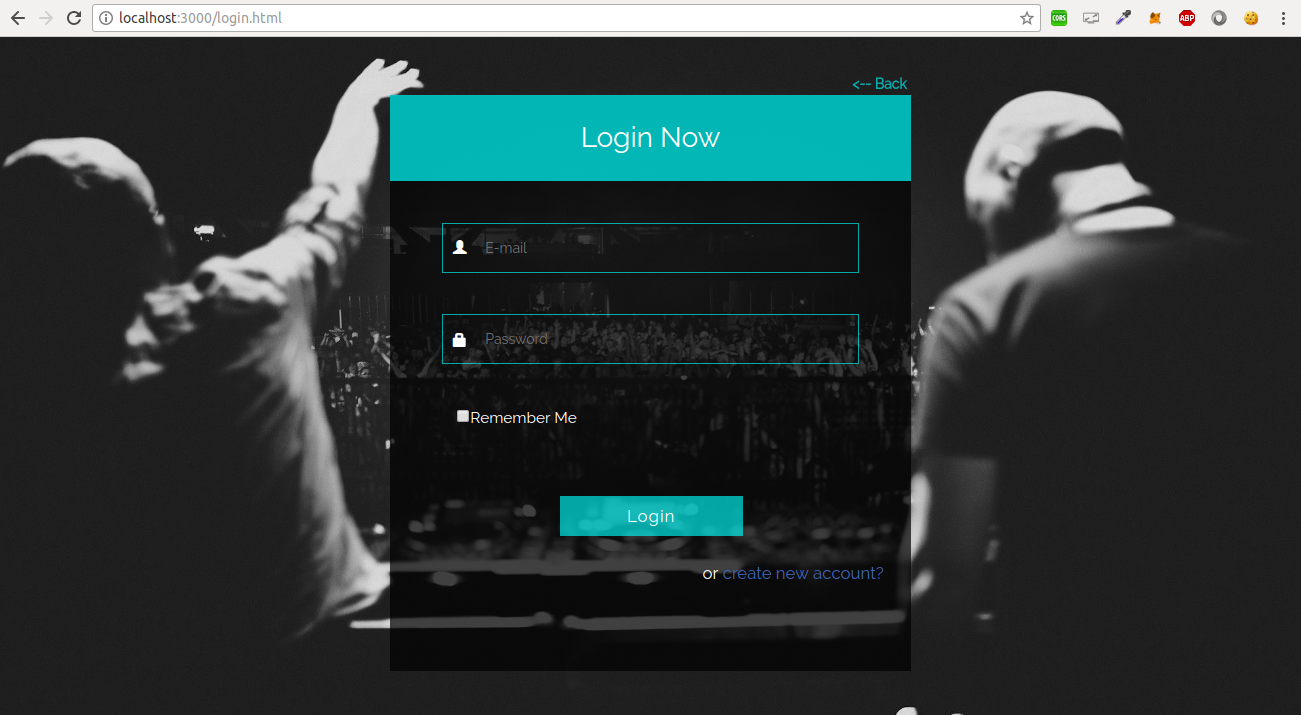 localhost:3000/login.html
CORS
ABP
<-- Back
Login Now
E-mail
Password
Remember Me
Login
or create new account?